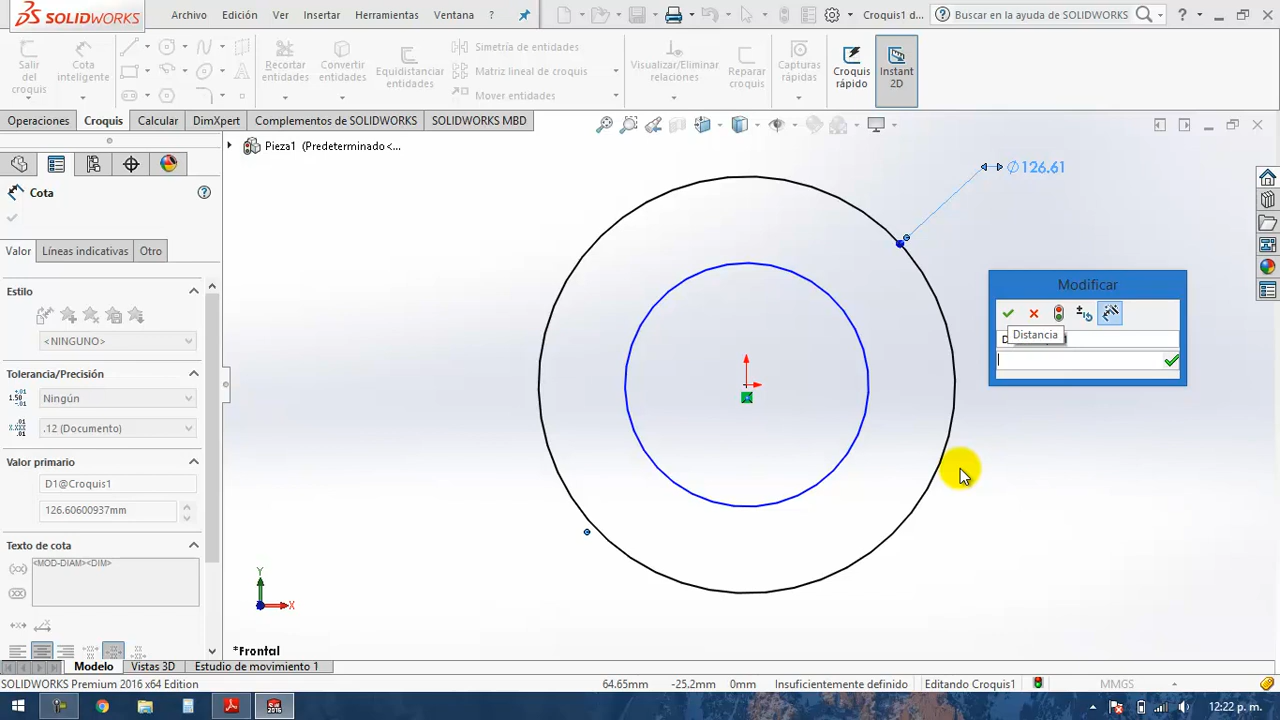 SOLIDWORKS
Archivo
Edición
Ver
Insertar
Herramientas
Ventana
?
Croquis1 d...
Buscar en la ayuda de SOLIDWORKS
Salir del croquis
Cota inteligente
Recortar entidades
Convertir entidades
Equidistanciar entidades
Simetría de entidades
Matriz lineal de croquis
Mover entidades
Visualizar/Eliminar relaciones
Reparar croquis
Capturas rápidas
Croquis rápido
Instant 2D
Operaciones
Croquis
Calcular
DimXpert
Complementos de SOLIDWORKS
SOLIDWORKS MBD
Pieza1 (Predeterminado<...
Cota
Valor
Líneas indicativas
Otro
Estilo
<NINGUNO>
Tolerancia/Precisión
Ningún
.12 (Documento)
Valor primario
D1@Croquis1
126.60600937mm
Texto de cota
<MOD-DIAM><DIM>
Ø126.61
Modificar
Distancia
Y
X
*Frontal
Modelo
Vistas 3D
Estudio de movimiento 1
SOLIDWORKS Premium 2016 x64 Edition
64.65mm
-25.2mm
0mm
Insuficientemente definido
Editando Croquis1
MMGS
12:22 p. m.